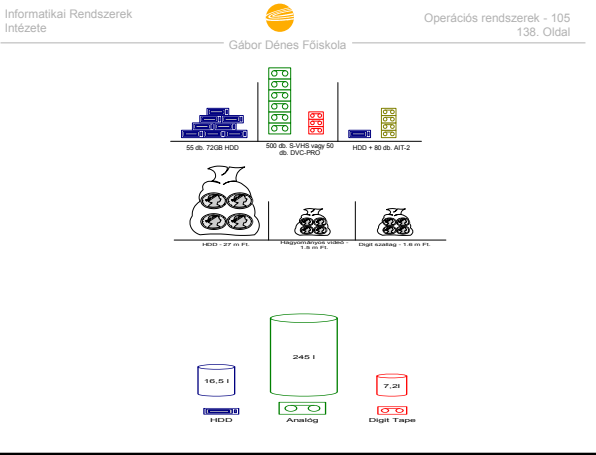 Informatikai Rendszerek
Intézete
Operációs rendszerek - 105
138. Oldal
Gábor Dénes Főiskola
55 db. 72GB HDD
500 db. S-VHS vagy 50
db. DVC-PRO
HDD + 80 db. AIT-2
HDD - 27 m Ft.
Hagyományos videó -
1.5 m Ft.
Digit szallag - 1.6 m Ft.
16,5 l
245 l
7,2l
HDD
Analóg
Digit Tape